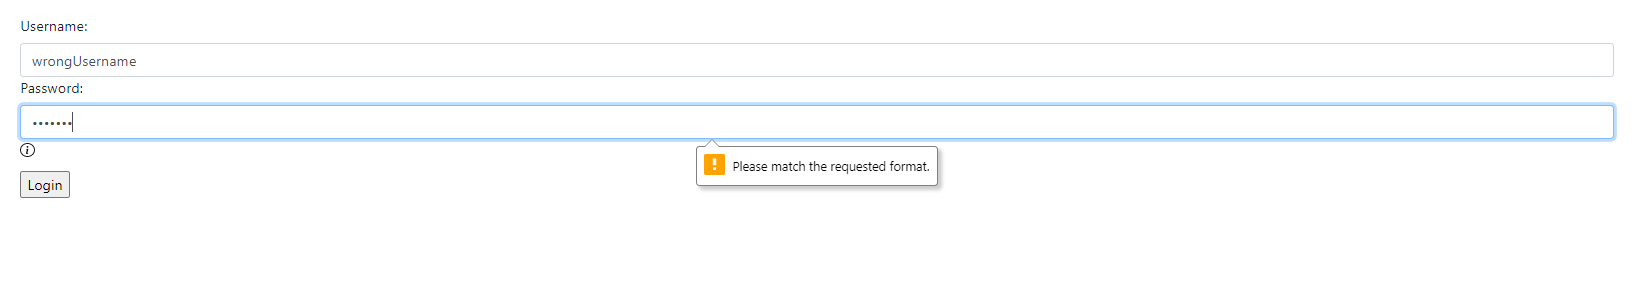 Username:
wrongUsername
Password:
•••••••
Please match the requested format.
Login